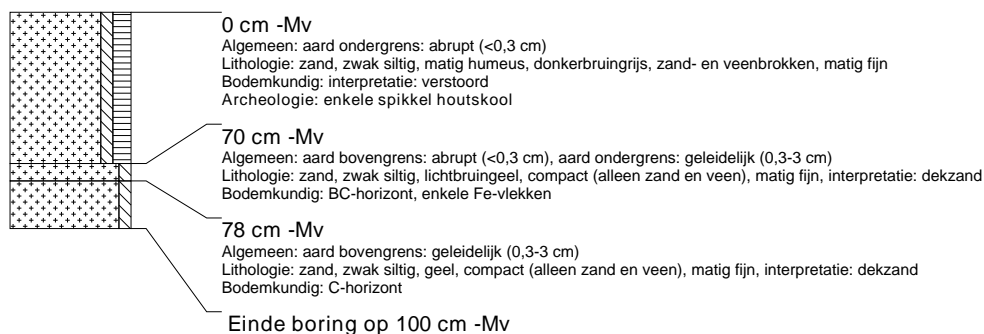 0 cm -Mv
Algemeen: aard ondergrens: abrupt (<0,3 cm)
Lithologie: zand, zwak siltig, matig humeus, donkerbruingrijs, zand- en veenbrokken, matig fijn
Bodemkundig: interpretatie: verstoord
Archeologie: enkele spikkel houtskool
70 cm -Mv
Algemeen: aard bovengrens: abrupt (<0,3 cm), aard ondergrens: geleidelijk (0,3-3 cm)
Lithologie: zand, zwak siltig, lichtbruingeel, compact (alleen zand en veen), matig fijn, interpretatie: dekzand
Bodemkundig: BC-horizont, enkele Fe-vlekken
78 cm -Mv
Algemeen: aard bovengrens: geleidelijk (0,3-3 cm)
Lithologie: zand, zwak siltig, geel, compact (alleen zand en veen), matig fijn, interpretatie: dekzand
Bodemkundig: C-horizont
Einde boring op 100 cm -Mv